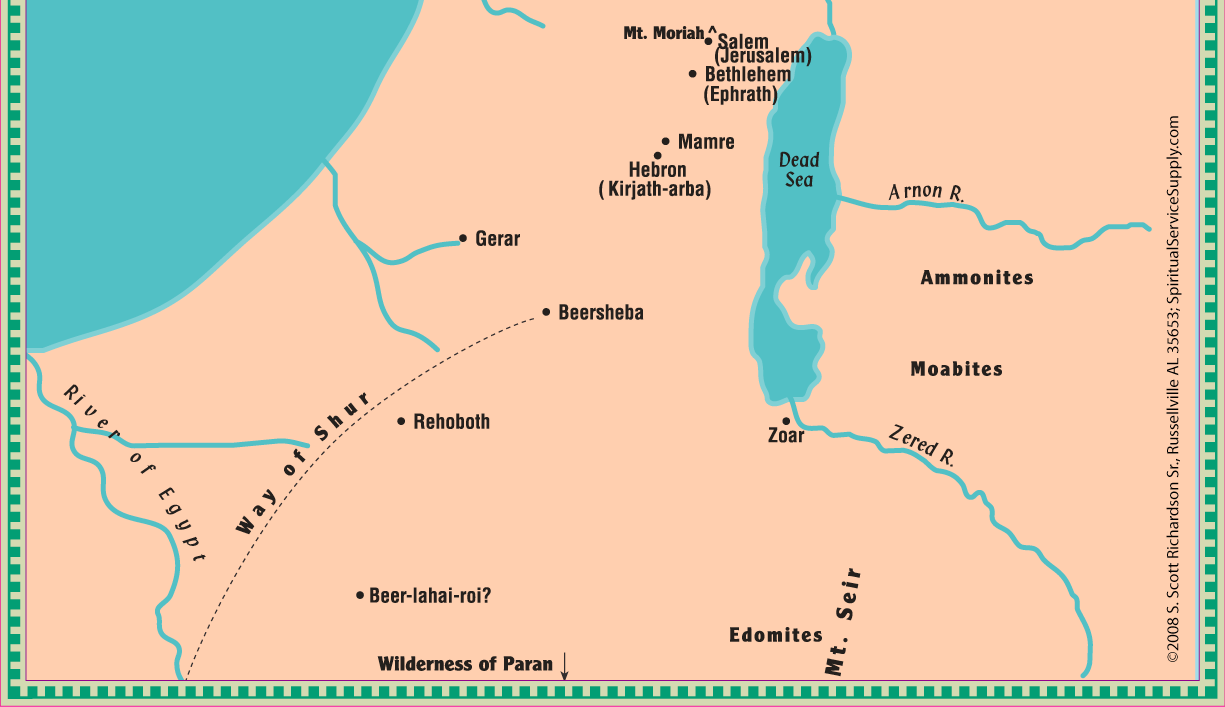 Mt. Moriah ^
Salem
(Jerusalem)
Bethlehem
(Ephrath)
Mamre
Hebron
( Kirjath-arba)
Dead
Sea
Arnon R.
Gerar
Ammonites
Beersheba
Moabites
River of Egypt
Way of Shur
Rehoboth
Zoar
Zered R.
Beer-lahai-roi?
Edomites
Mt. Seir
Wilderness of Paran
©2008 S. Scott Richardson Sr., Russellville AL 35653; SpiritualServiceSupply.com